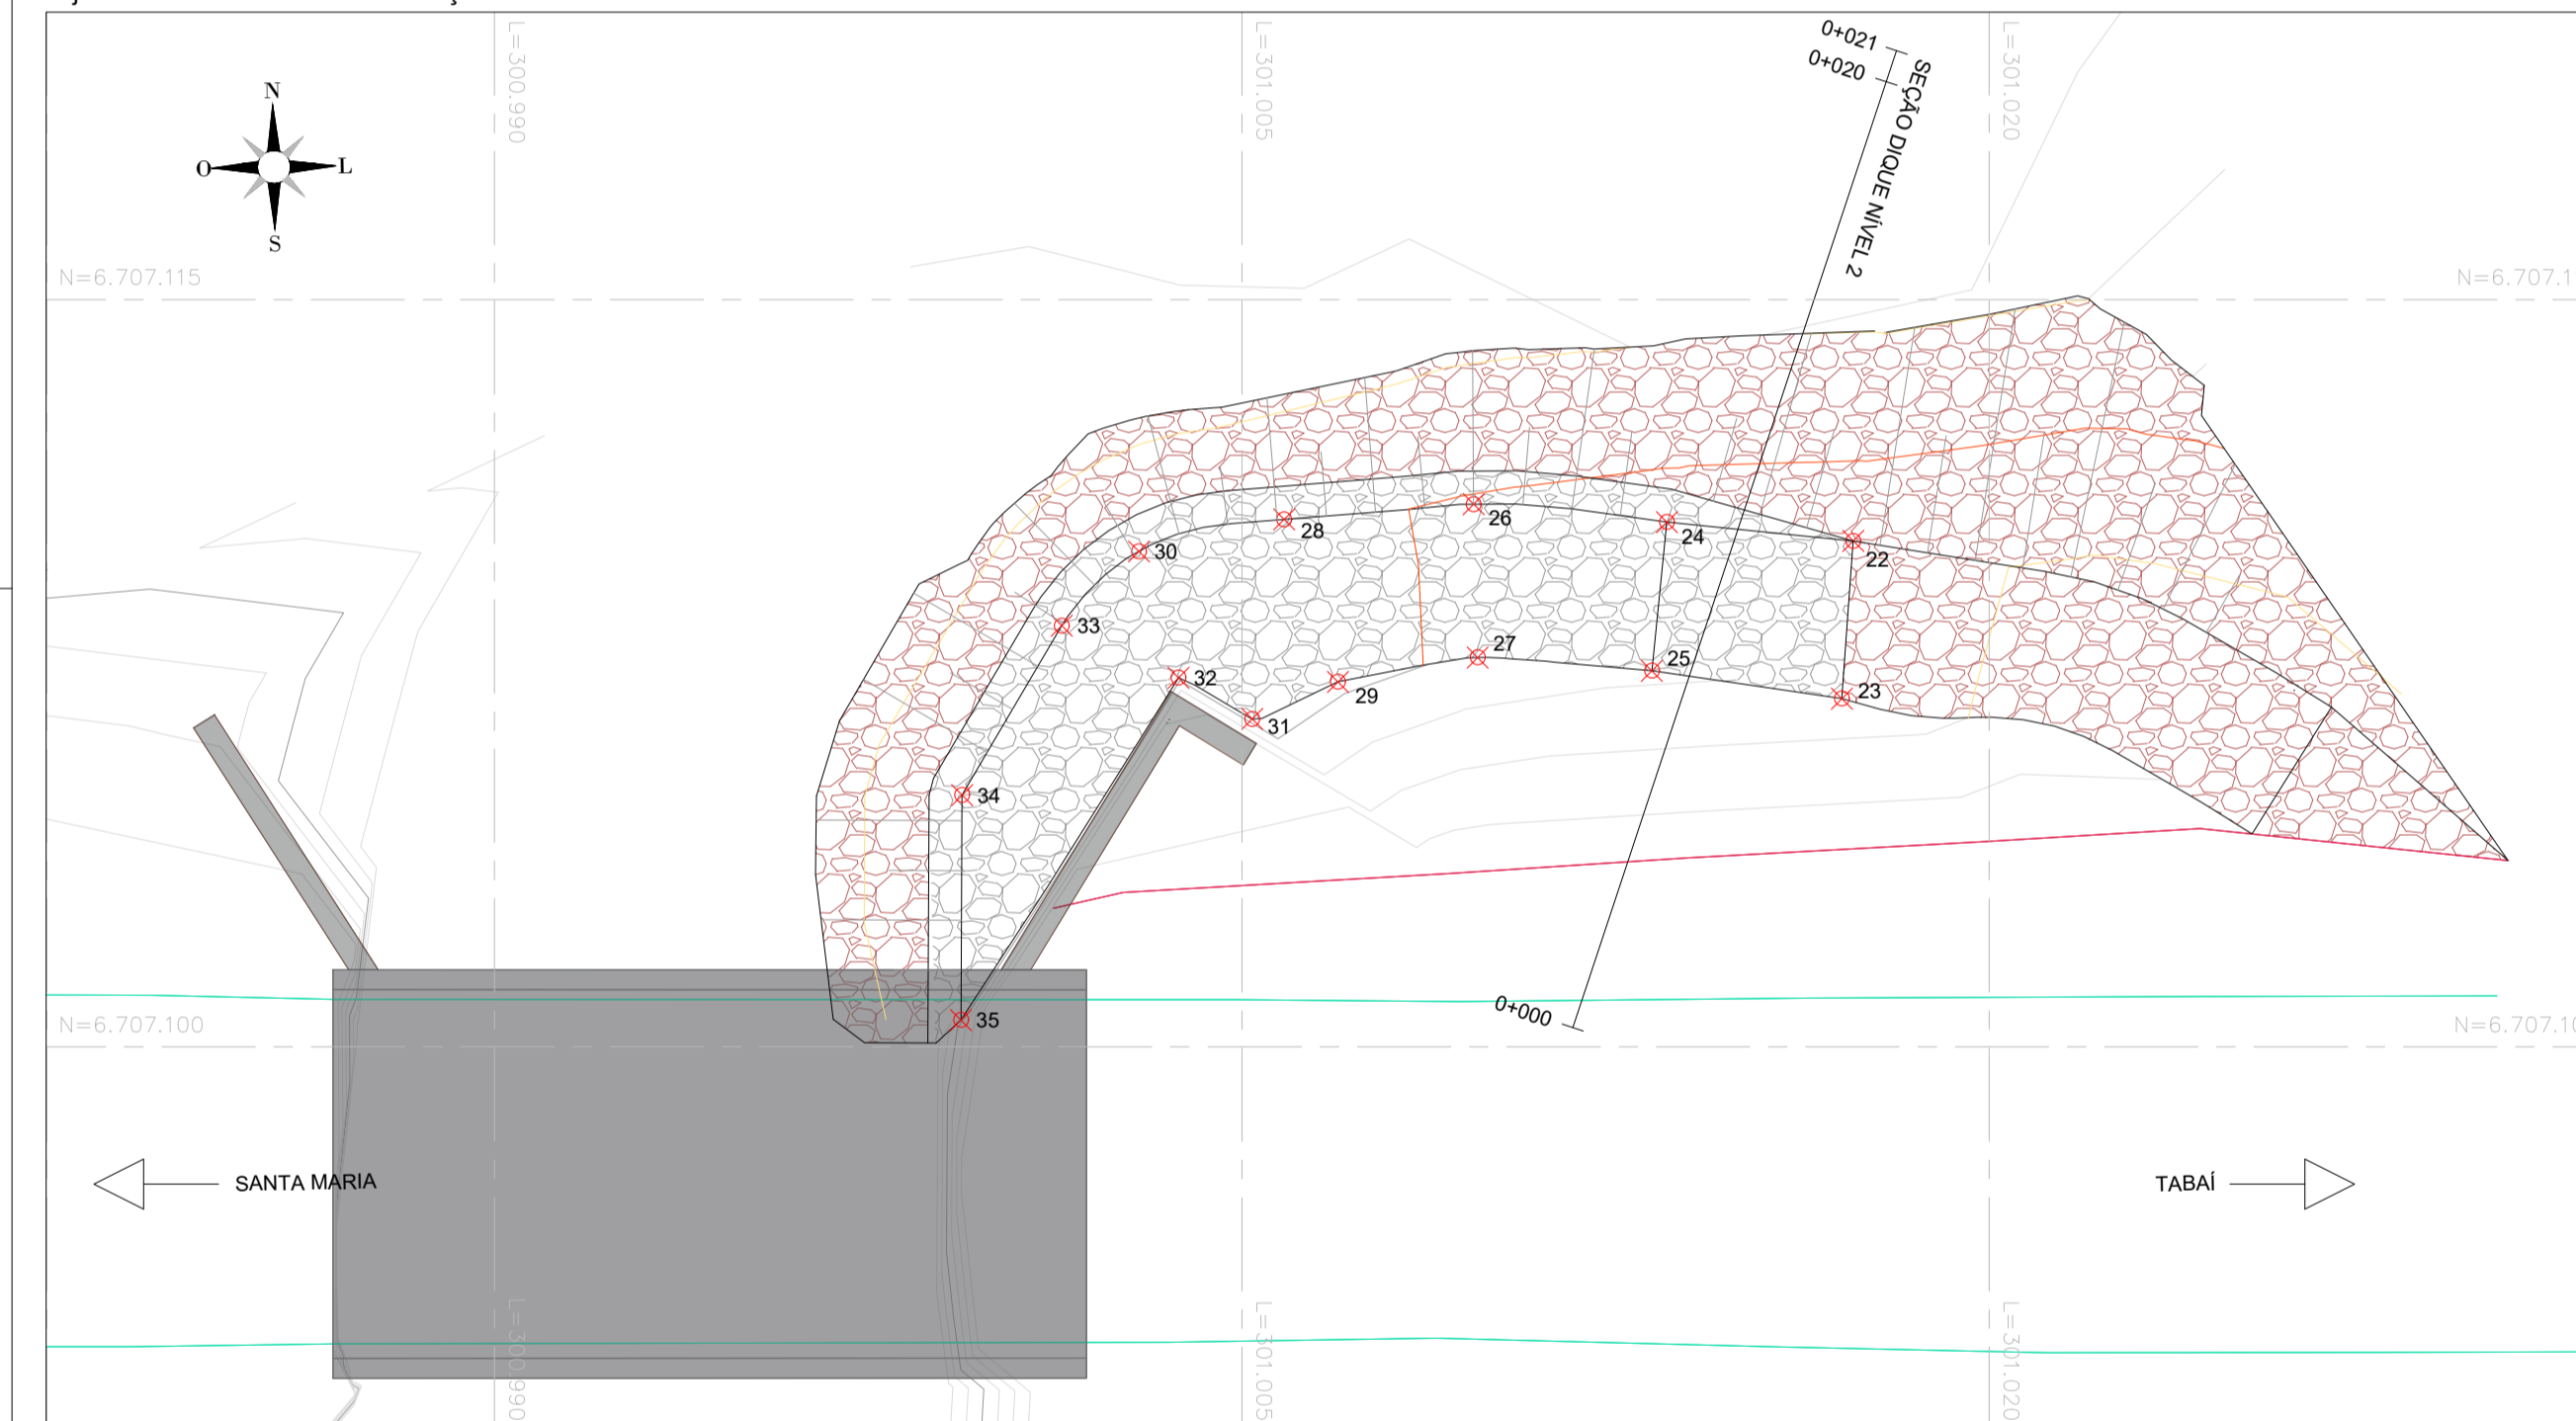 L=300.990
L=301.005
L=301.020
0+021
0+020
SEÇÃO DIQUE NÍVEL 2
N
O
L
S
N=6.707.115
N=6.707.1
26
28
24
30
22
33
27
25
32
29
23
31
34
0+000
35
N=6.707.100
N=6.707.10
SANTA MARIA
TABAÍ
L=300.990
L=301.005
L=301.020